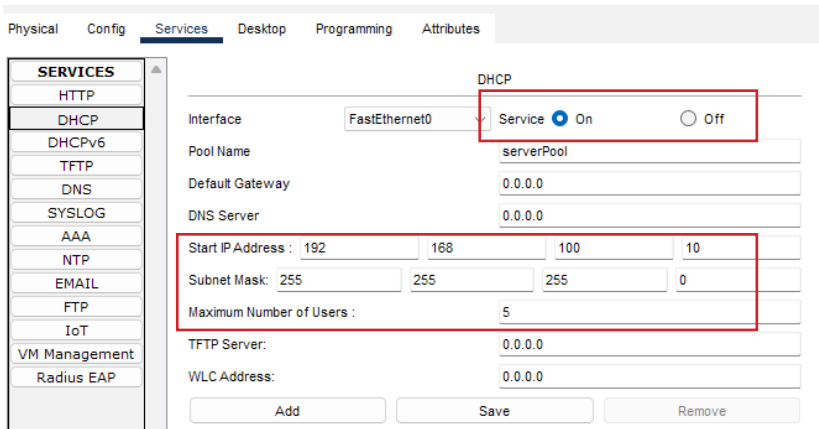 Physical Config Services Desktop Programming Attributes
SERVICES
HTTP
DHCP
DHCPv6
TFTP
DNS
SYSLOG
AAA
NTP
EMAIL
FTP
IoT
VM Management
Radius EAP
DHCP
Interface FastEthernet0 Service On Off
Pool Name serverPool
Default Gateway 0.0.0.0
DNS Server 0.0.0.0
Start IP Address : 192 168 100 10
Subnet Mask: 255 255 255 0
Maximum Number of Users : 5
TFTP Server: 0.0.0.0
WLC Address: 0.0.0.0
Add Save Remove